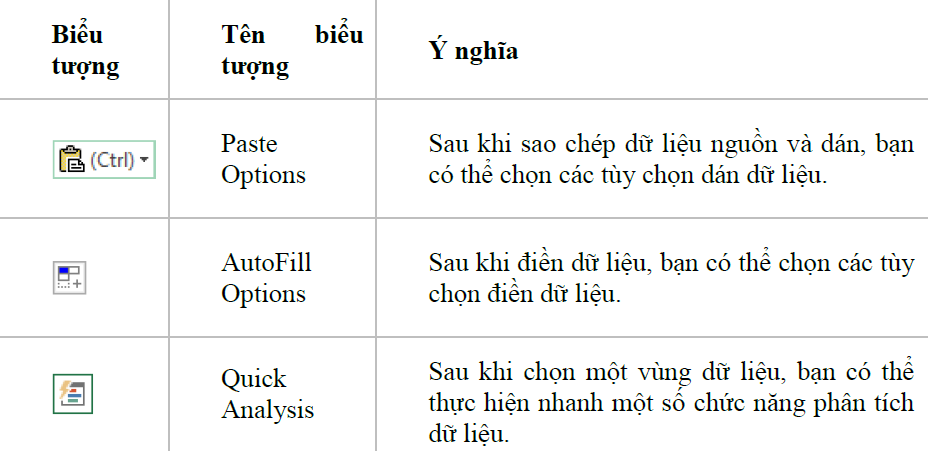 Biểu tượng
Tên biểu tượng
Ý nghĩa
(Ctrl)
Paste
Options
Sau khi sao chép dữ liệu nguồn và dán, bạn
có thể chọn các tùy chọn dán dữ liệu.
AutoFill
Options
Sau khi điền dữ liệu, bạn có thể chọn các tùy
chọn điền dữ liệu.
Quick
Analysis
Sau khi chọn một vùng dữ liệu, bạn có thể
thực hiện nhanh một số chức năng phân tích
dữ liệu.